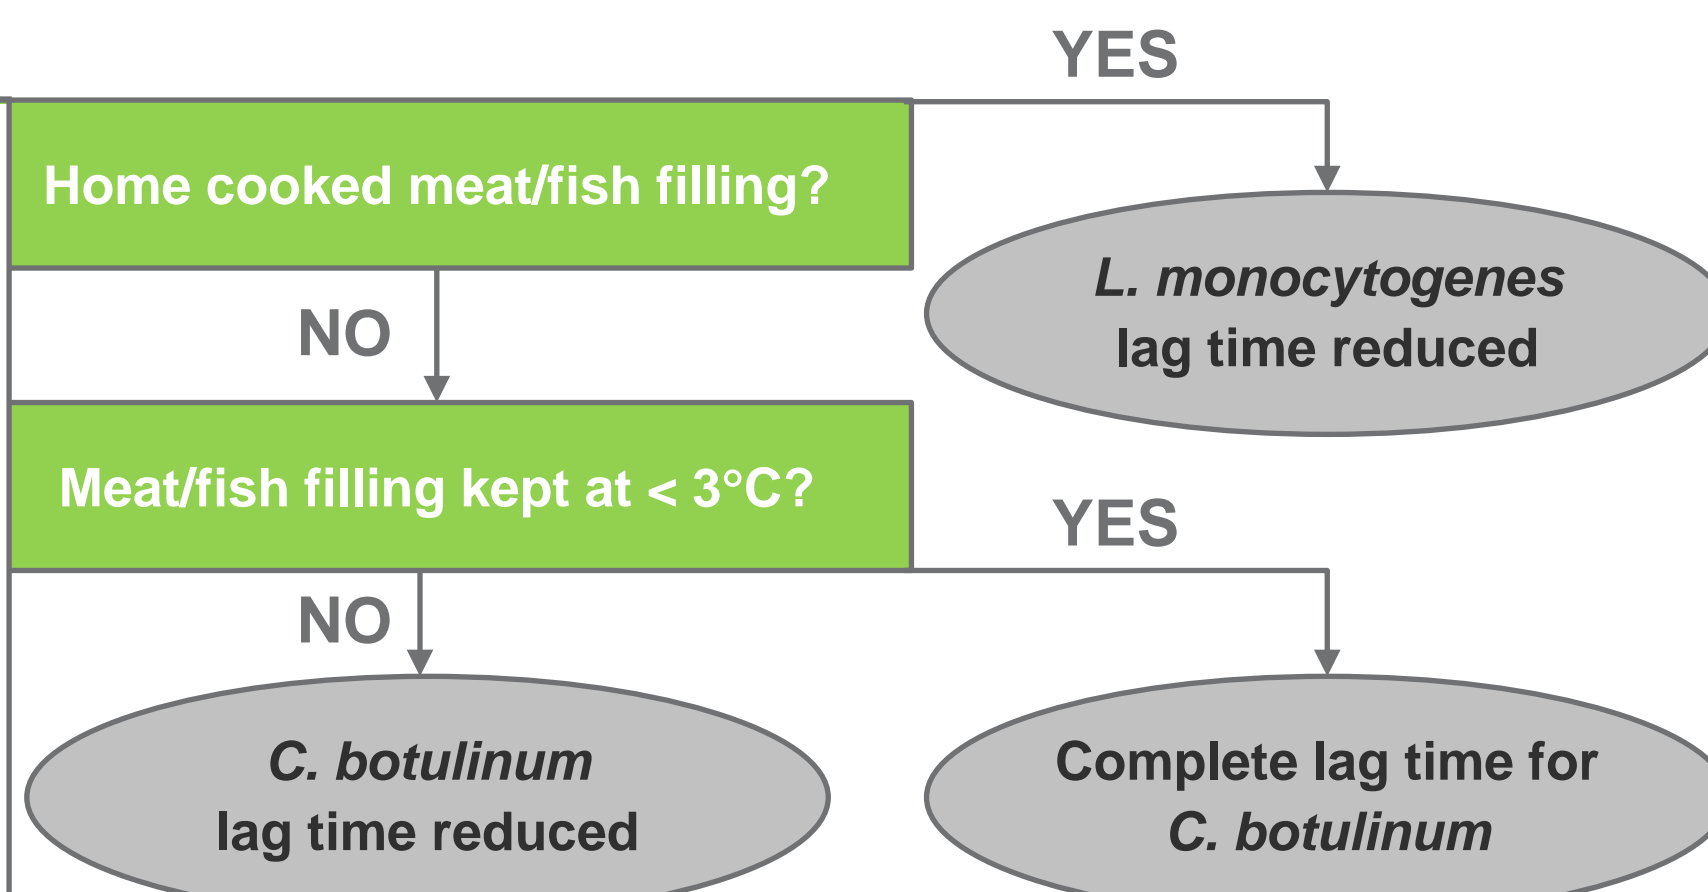 YES
Home cooked meat/fish filling?
L. monocytogenes
lag time reduced
NO
Meat/fish filling kept at < 3°C?
YES
NO
C. botulinum
lag time reduced
Complete lag time for
C. botulinum